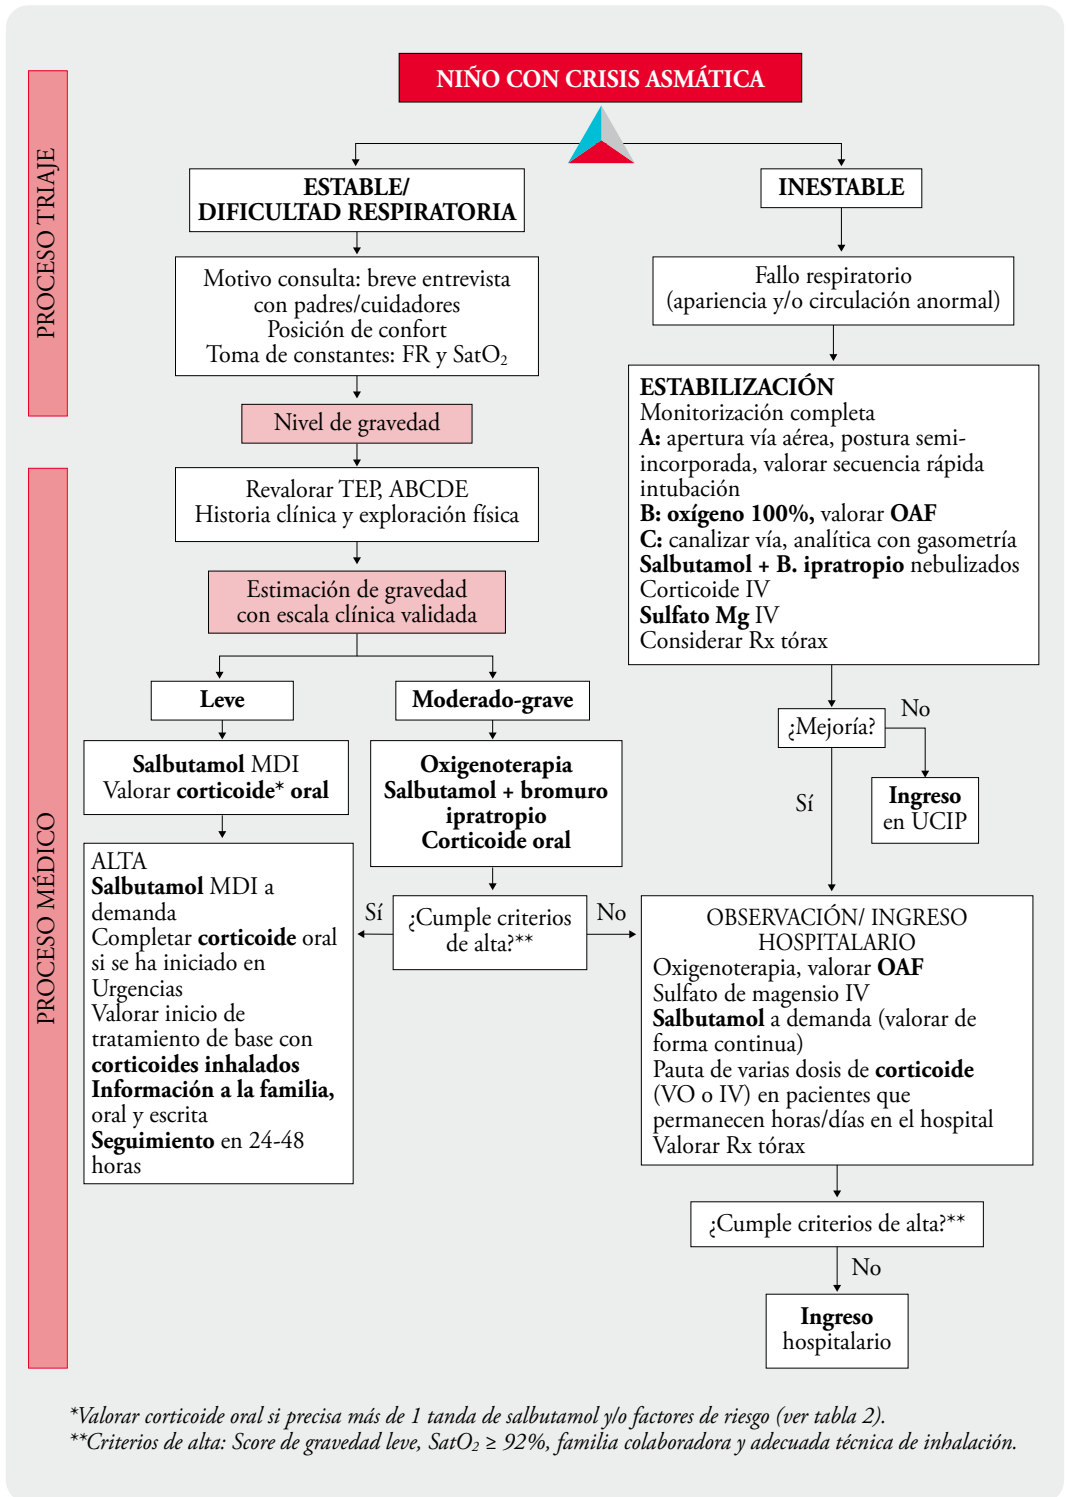 NIÑO CON CRISIS ASMÁTICA
PROCESO TRIAJE
ESTABLE/
DIFICULTAD RESPIRATORIA
INESTABLE
Motivo consulta: breve entrevista
con padres/cuidadores
Posición de confort
Toma de constantes: FR y SatO₂
Fallo respiratorio
(apariencia y/o circulación anormal)
Nivel de gravedad
ESTABILIZACIÓN
Monitorización completa
A: apertura vía aérea, postura semi-
incorporada, valorar secuencia rápida
intubación
B: oxígeno 100%, valorar OAF
C: canalizar vía, analítica con gasometría
Salbutamol + B. ipratropio nebulizados
Corticoide IV
Sulfato Mg IV
Considerar Rx tórax
PROCESO MÉDICO
Revalorar TEP, ABCDE
Historia clínica y exploración física
Estimación de gravedad
con escala clínica validada
Leve
Moderado-grave
¿Mejoría?
No
Sí
Ingreso
en UCIP
Salbutamol MDI
Valorar corticoide* oral
Oxigenoterapia
Salbutamol + bromuro
ipratropio
Corticoide oral
ALTA
Salbutamol MDI a
demanda
Completar corticoide oral
si se ha iniciado en
Urgencias
Valorar inicio de
tratamiento de base con
corticoides inhalados
Información a la familia,
oral y escrita
Seguimiento en 24-48
horas
Sí
¿Cumple criterios
de alta?**
No
OBSERVACIÓN/ INGRESO
HOSPITALARIO
Oxigenoterapia, valorar OAF
Sulfato de magensio IV
Salbutamol a demanda (valorar de
forma continua)
Pauta de varias dosis de corticoide
(VO o IV) en pacientes que
permanecen horas/días en el hospital
Valorar Rx tórax
¿Cumple criterios de alta?**
No
Ingreso
hospitalario
*Valorar corticoide oral si precisa más de 1 tanda de salbutamol y/o factores de riesgo (ver tabla 2).
**Criterios de alta: Score de gravedad leve, SatO₂ ≥ 92%, familia colaboradora y adecuada técnica de inhalación.